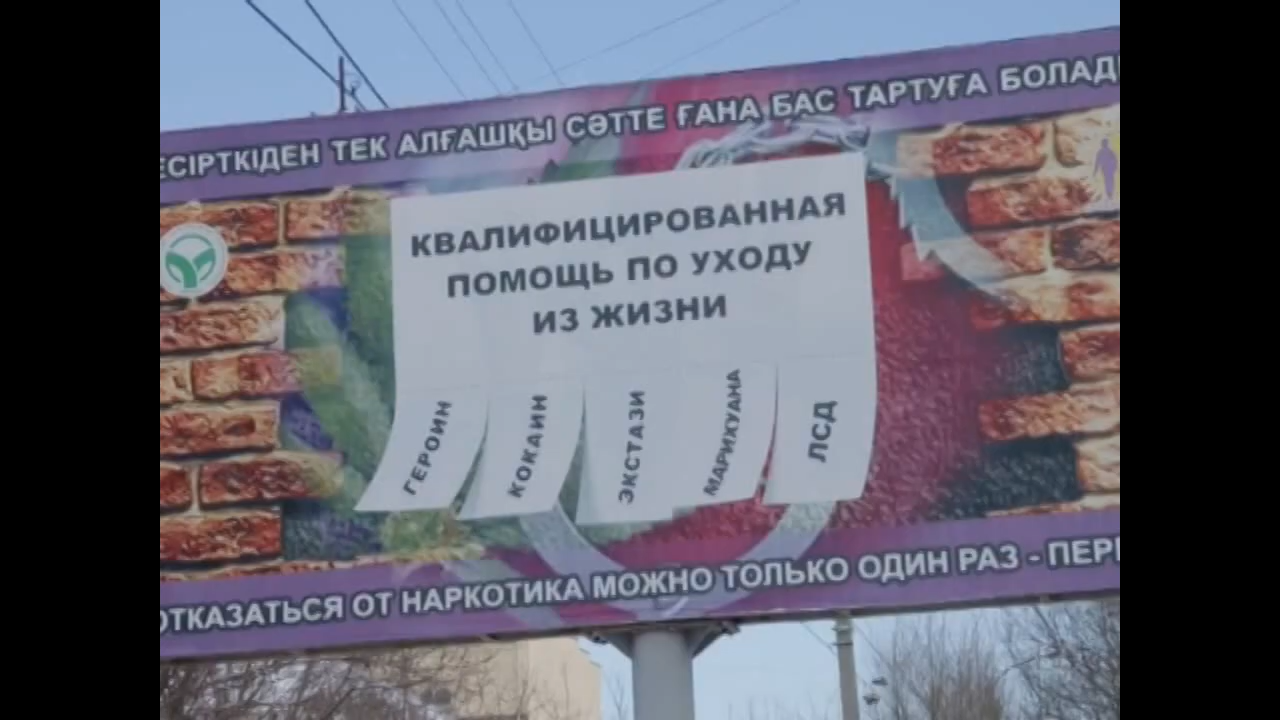 ЕСІРТКІДЕН ТЕК АЛҒАШҚЫ СӘТТЕ ҒАНА БАС ТАРТУҒА БОЛАДЫ
КВАЛИФИЦИРОВАННАЯ
ПОМОЩЬ ПО УХОДУ
ИЗ ЖИЗНИ
ГЕРОИН
КОКАИН
ЭКСТАЗИ
МАРИХУАНА
ЛСД
ОТКАЗАТЬСЯ ОТ НАРКОТИКА МОЖНО ТОЛЬКО ОДИН РАЗ -